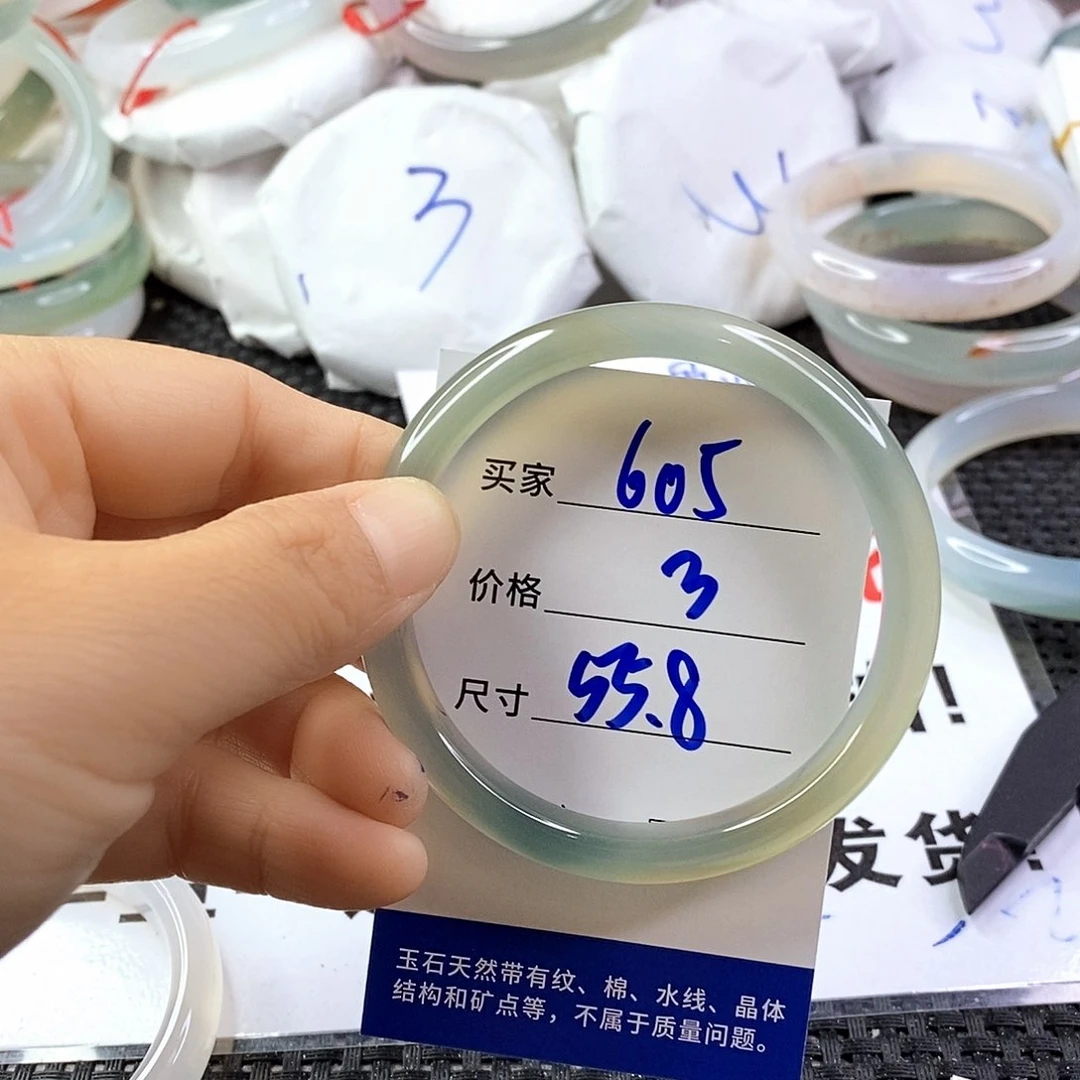 3
买家 605
价格 3
尺寸 55.8
发货
玉石天然带有纹、棉、水线、晶体
结构和矿点等，不属于质量问题。